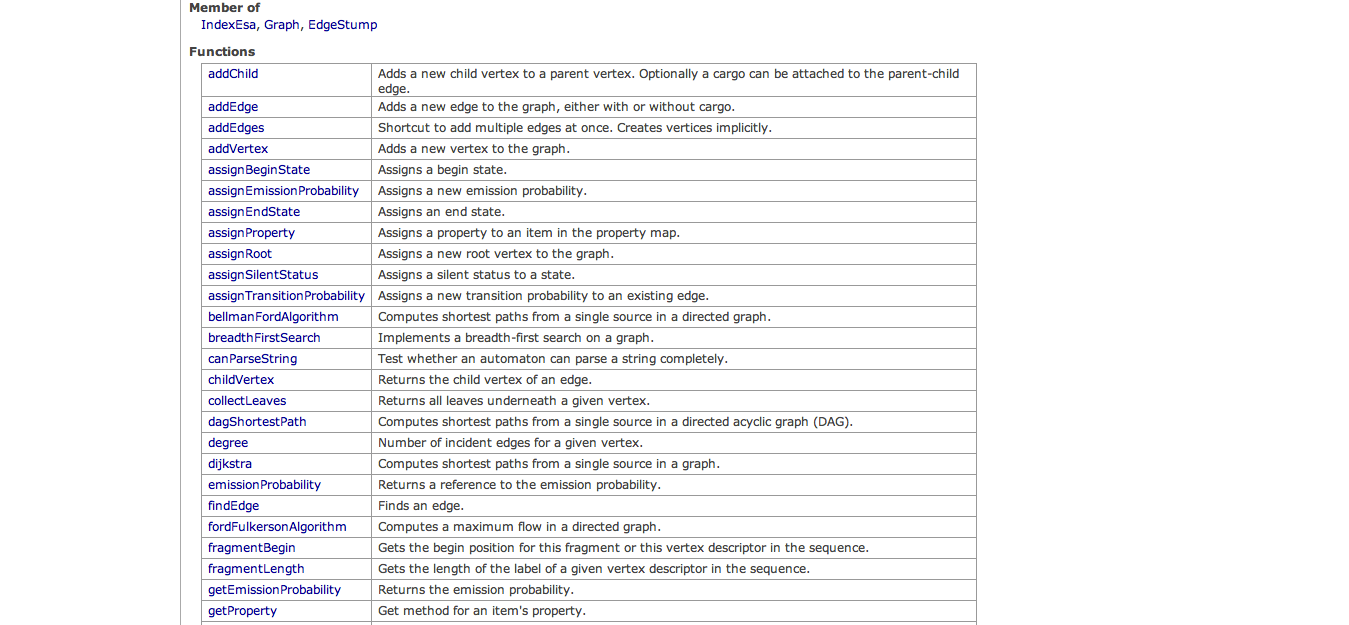 Member of
IndexEsa, Graph, EdgeStump
Functions
addChild Adds a new child vertex to a parent vertex. Optionally a cargo can be attached to the parent-child
edge.
addEdge Adds a new edge to the graph, either with or without cargo.
addEdges Shortcut to add multiple edges at once. Creates vertices implicitly.
addVertex Adds a new vertex to the graph.
assignBeginState Assigns a begin state.
assignEmissionProbability Assigns a new emission probability.
assignEndState Assigns an end state.
assignProperty Assigns a property to an item in the property map.
assignRoot Assigns a new root vertex to the graph.
assignSilentStatus Assigns a silent status to a state.
assignTransitionProbability Assigns a new transition probability to an existing edge.
bellmanFordAlgorithm Computes shortest paths from a single source in a directed graph.
breadthFirstSearch Implements a breadth-first search on a graph.
canParseString Test whether an automaton can parse a string completely.
childVertex Returns the child vertex of an edge.
collectLeaves Returns all leaves underneath a given vertex.
dagShortestPath Computes shortest paths from a single source in a directed acyclic graph (DAG).
degree Number of incident edges for a given vertex.
dijkstra Computes shortest paths from a single source in a graph.
emissionProbability Returns a reference to the emission probability.
findEdge Finds an edge.
fordFulkersonAlgorithm Computes a maximum flow in a directed graph.
fragmentBegin Gets the begin position for this fragment or this vertex descriptor in the sequence.
fragmentLength Gets the length of the label of a given vertex descriptor in the sequence.
getEmissionProbability Returns the emission probability.
getProperty Get method for an item's property.